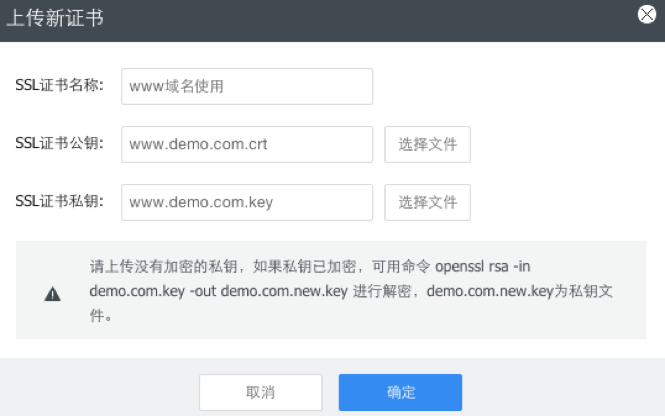 上传新证书
SSL证书名称: www域名使用
SSL证书公钥: www.demo.com.crt 选择文件
SSL证书私钥: www.demo.com.key 选择文件
请上传没有加密的私钥，如果私钥已加密，可用命令 openssl rsa -in
demo.com.key -out demo.com.new.key 进行解密，demo.com.new.key为私钥文
件。
取消 确定